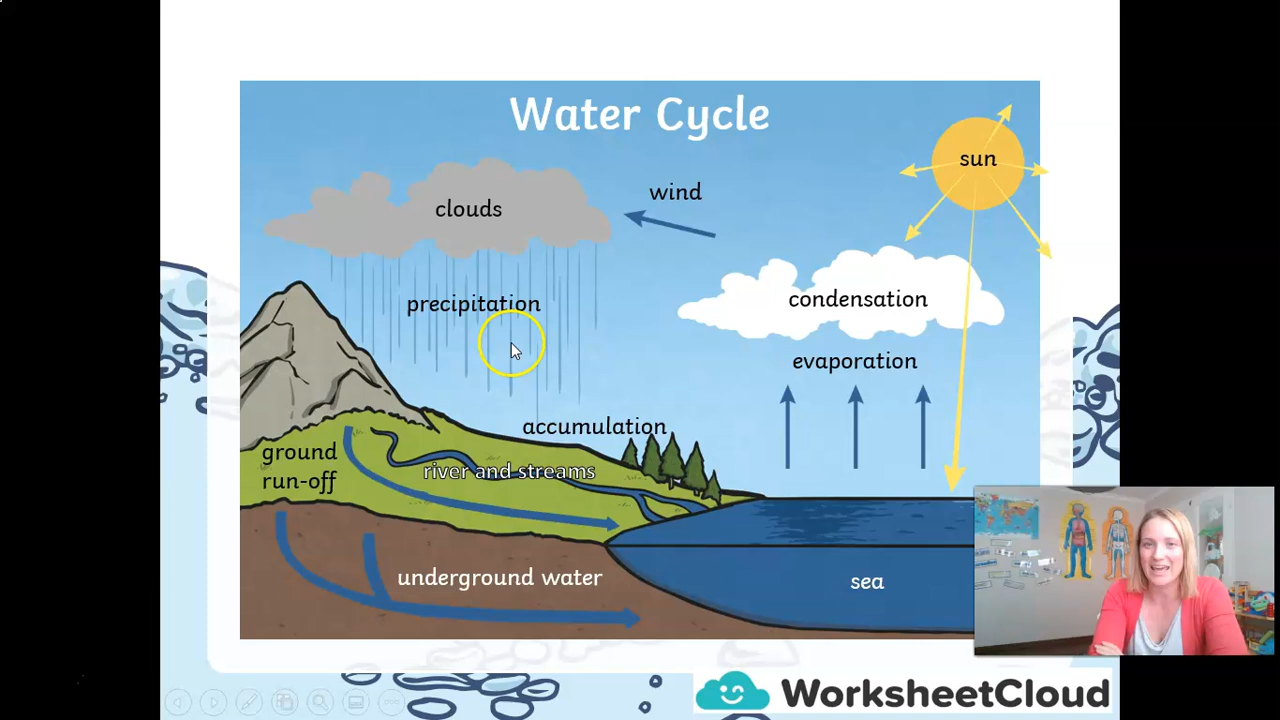 Water Cycle
sun
wind
clouds
condensation
precipitation
evaporation
accumulation
ground
run-off
river and streams
underground water
sea
WorksheetCloud